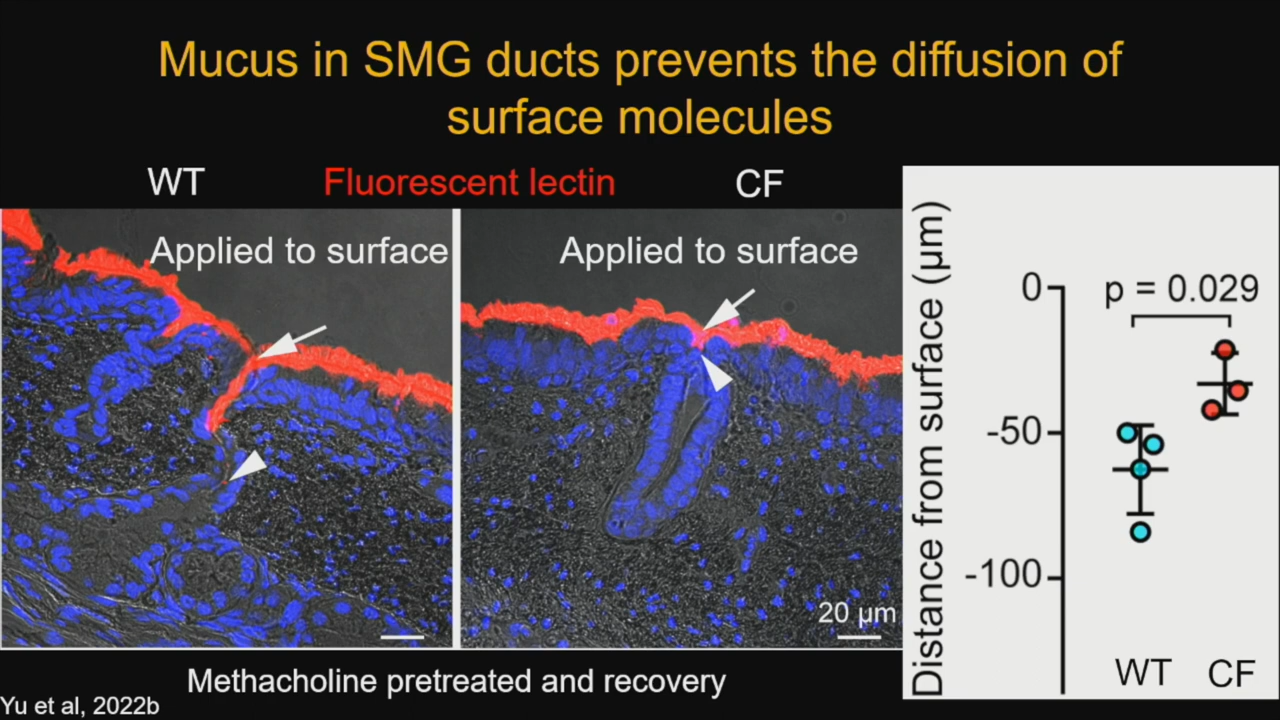 Mucus in SMG ducts prevents the diffusion of
surface molecules
WT
Fluorescent lectin
CF
Applied to surface
Applied to surface
20 µm
Methacholine pretreated and recovery
Yu et al, 2022b
Distance from surface (µm)
0
-50
-100
p = 0.029
WT
CF